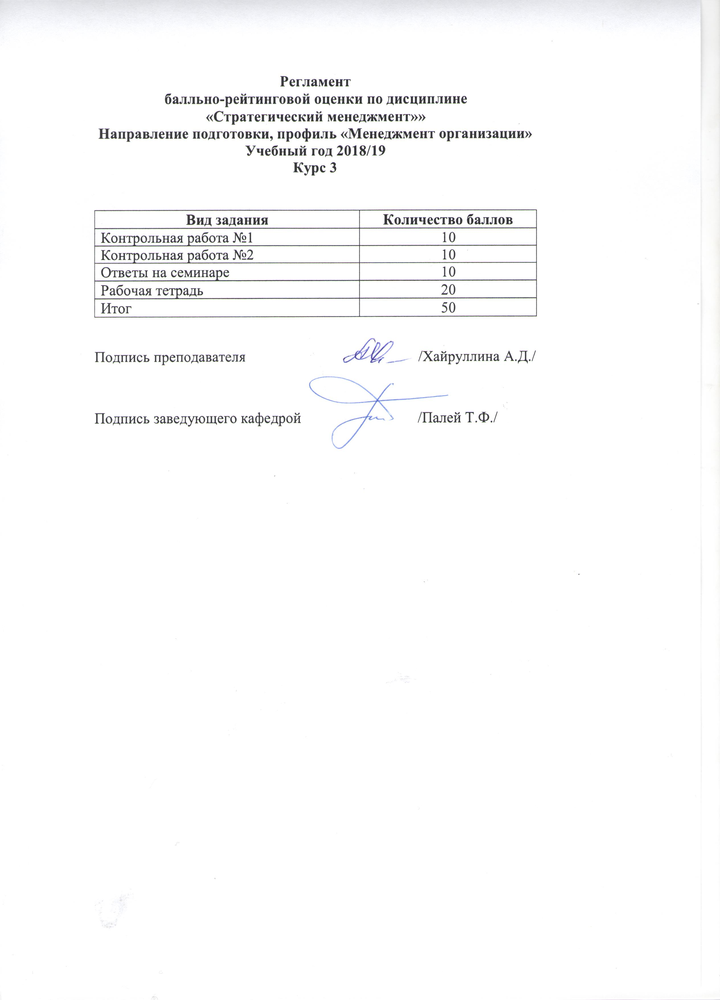 Регламент
балльно-рейтинговой оценки по дисциплине
«Стратегический менеджмент»»
Направление подготовки, профиль «Менеджмент организации»
Учебный год 2018/19
Курс 3
Вид задания Количество баллов
Контрольная работа №1 10
Контрольная работа №2 10
Ответы на семинаре 10
Рабочая тетрадь 20
Итог 50
Подпись преподавателя /Хайруллина А.Д./
Подпись заведующего кафедрой /Палей Т.Ф./